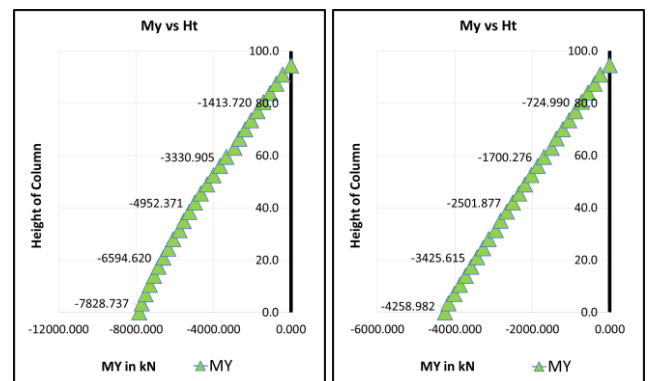 My vs Ht
100.0
80.0
60.0
40.0
20.0
0.0
-1413.720
-3330.905
-4952.371
-6594.620
-7828.737
Height of Column
-12000.000 -8000.000 -4000.000 0.000
MY in kN MY
My vs Ht
100.0
80.0
60.0
40.0
20.0
0.0
-724.990
-1700.276
-2501.877
-3425.615
-4258.982
Height of Column
-6000.000 -4000.000 -2000.000 0.000
MY in kN MY